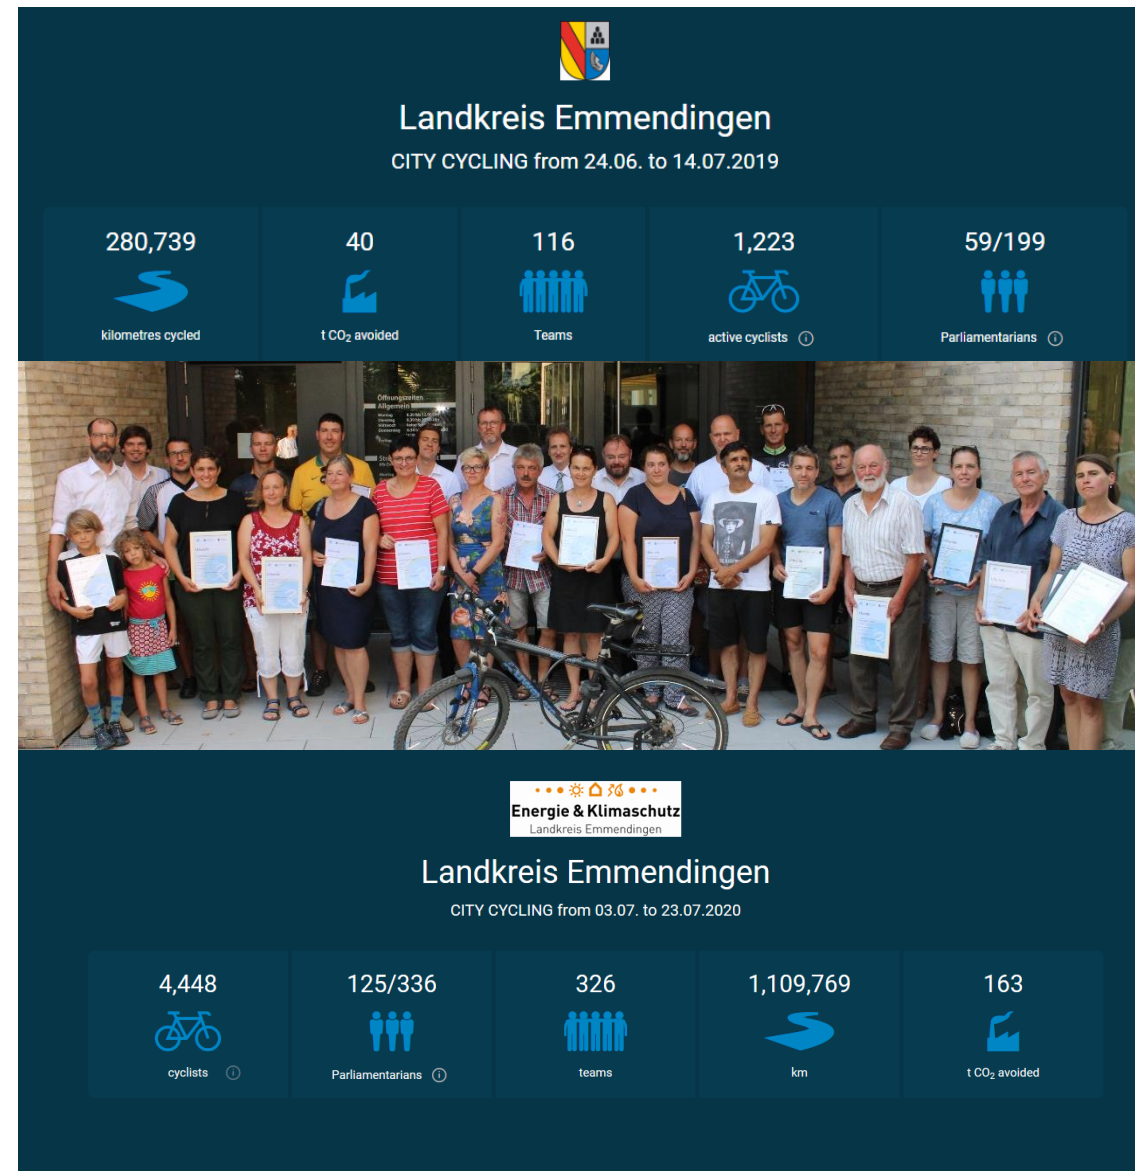 Landkreis Emmendingen
CITY CYCLING from 24.06. to 14.07.2019
280,739
40
116
1,223
59/199
kilometres cycled
t CO₂ avoided
Teams
active cyclists
Parliamentarians
Öffnungszeiten
Allgemein
Energie & Klimaschutz
Landkreis Emmendingen
Landkreis Emmendingen
CITY CYCLING from 03.07. to 23.07.2020
4,448
125/336
326
1,109,769
163
cyclists
Parliamentarians
teams
km
t CO₂ avoided